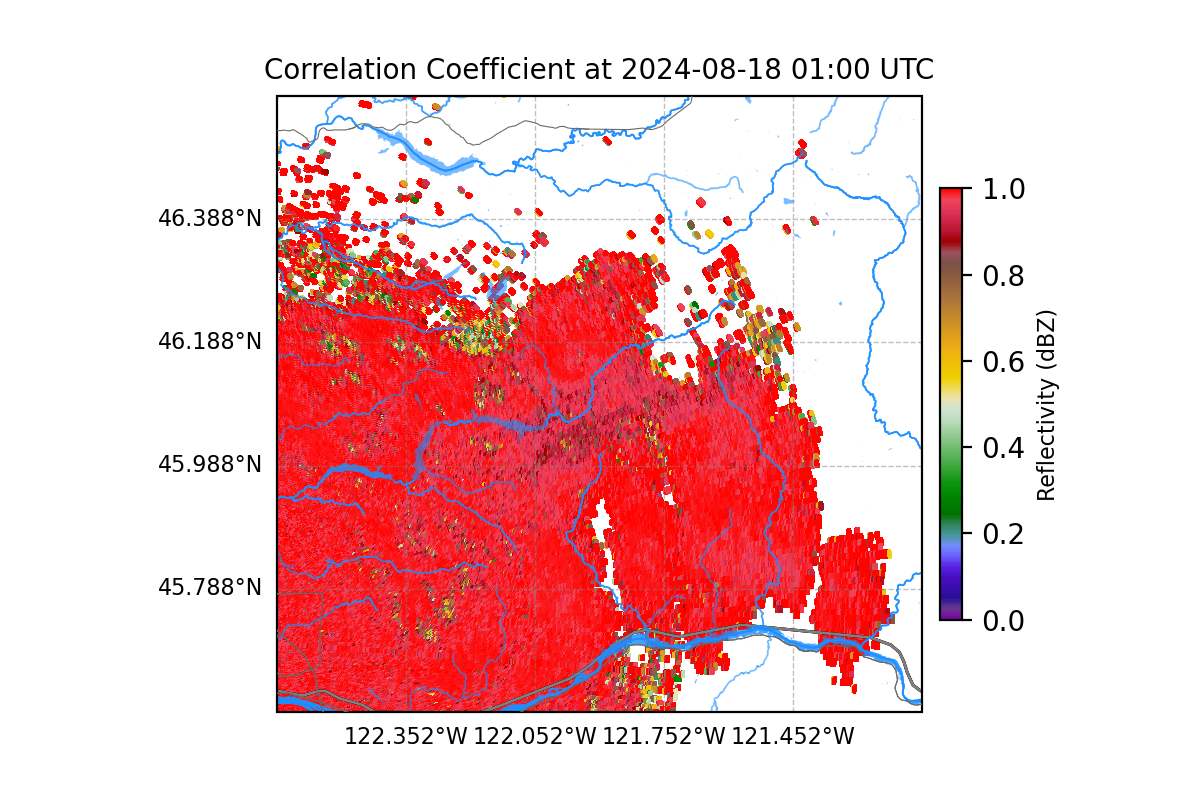 Correlation Coefficient at 2024-08-18 01:00 UTC
46.388°N
46.188°N
45.988°N
45.788°N
122.352°W 122.052°W 121.752°W 121.452°W
1.0
0.8
0.6
0.4
0.2
0.0
Reflectivity (dBZ)